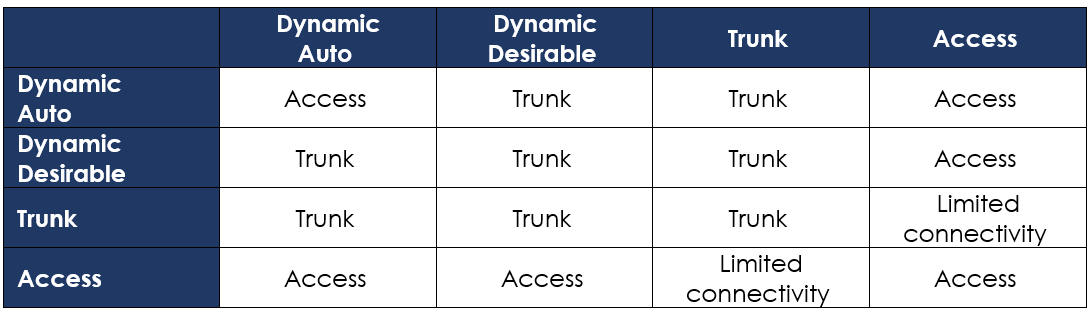 Dynamic Auto
Dynamic Desirable
Trunk
Access
Dynamic Auto
Access
Trunk
Trunk
Access
Dynamic Desirable
Trunk
Trunk
Trunk
Access
Trunk
Trunk
Trunk
Trunk
Limited connectivity
Access
Access
Access
Limited connectivity
Access